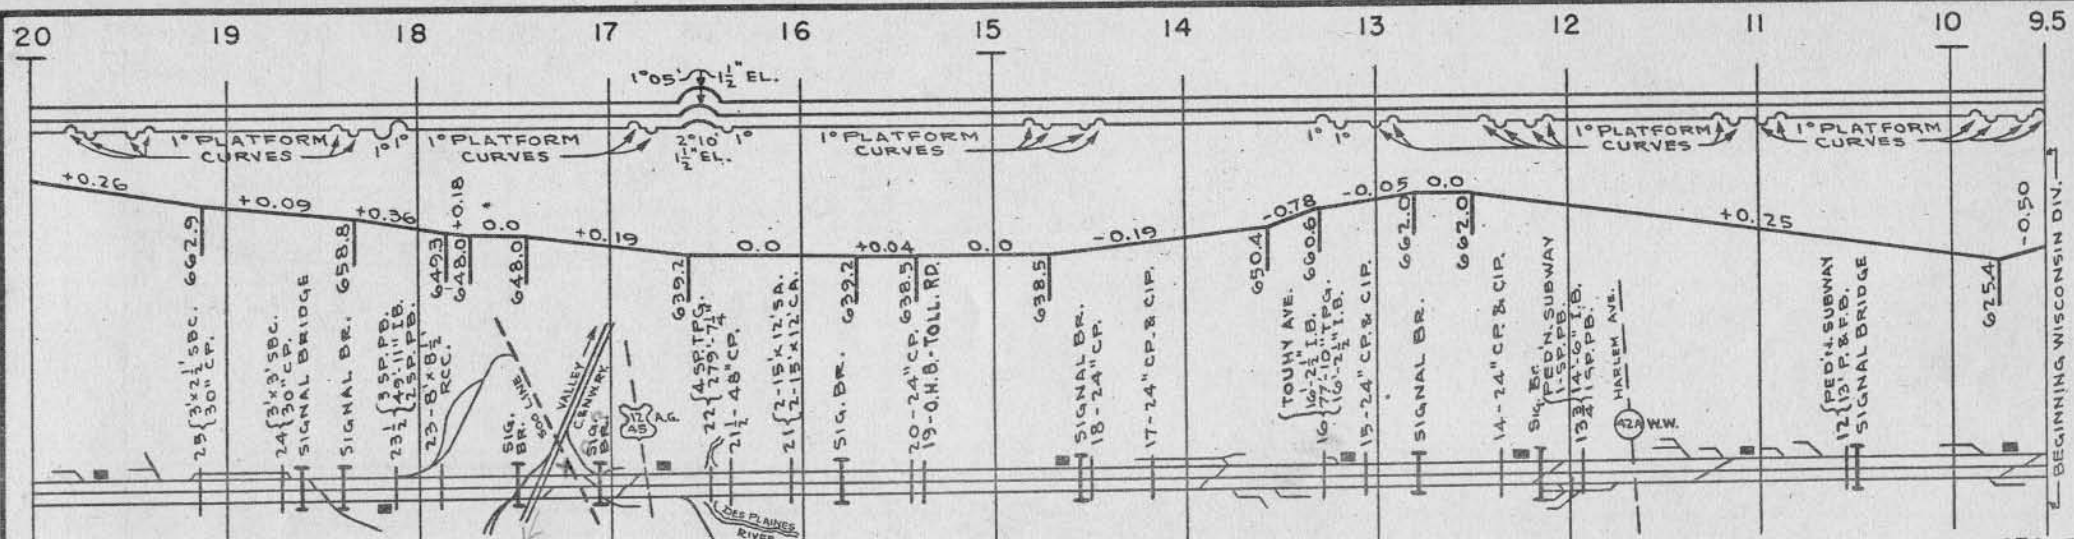 20 19 18 17 16 15 14 13 12 11 10 9.5
1°05' 1½" EL.
1° PLATFORM CURVES
1° 1°
1° PLATFORM CURVES
2°10' 1°
1½" EL.
1° PLATFORM CURVES
1° 1°
1° PLATFORM CURVES
1° PLATFORM CURVES
+0.26 +0.09 +0.36 +0.18 0.0 +0.19 0.0 +0.04 0.0 -0.19 -0.78 -0.05 0.0 +0.25 -0.50
662.9 658.8 649.3 648.0 648.0 639.2 639.2 638.5 638.5 650.4 660.6 662.0 662.0 625.4
25 {3'x2½' SBC.
30" CP.
24 {3'x3' SBC.
30" CP.
SIGNAL BRIDGE
SIGNAL BR.
23½ {3 SP. PB.
49'-11" I.B.
2 SP. PB.
23-8'x8½'
RCC.
SIG. BR.
SOO LINE
VALLEY
C.&N.W.RY.
SIG. BR.
U.S. 12 45 A.G.
22 {4 SP. TPG.
279'-7¼"
21½-48" CP.
DES PLAINES
RIVER
21 {2-15'x12' SA.
2-15'x12' CA.
SIG. BR.
20-24" CP.
19-O.H.B.-TOLL. RD.
SIGNAL BR.
18-24" CP.
17-24" CP. & CIP.
TOUHY AVE.
16 {16'-2½" I.B.
77'-10" TPG.
16'-2½" I.B.
15-24" CP. & CIP.
SIGNAL BR.
14-24" CP. & CIP.
SIG. Br.
PED'N. SUBWAY
1-SP. PB.
13¾ {14'-6" I.B.
1 SP. PB.
HARLEM AVE.
42A W.W.
PED'N. SUBWAY
12 {13' P. & P.B.
SIGNAL BRIDGE
BEGINNING WISCONSIN DIV.